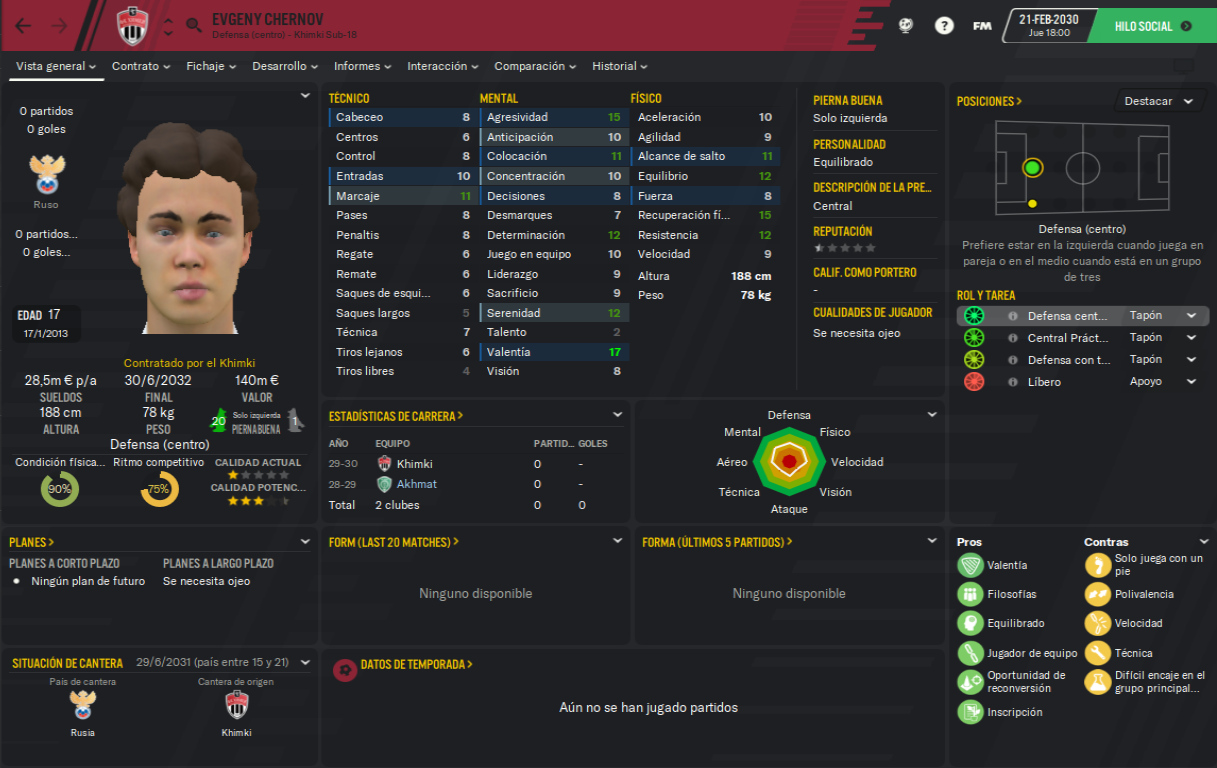 EVGENY CHERNOV
Defensa (centro) - Khimki Sub-18
FM
21-FEB-2030
Jue 18:00
HILO SOCIAL
Vista general
Contrato
Fichaje
Desarrollo
Informes
Interacción
Comparación
Historial
0 partidos
0 goles
Ruso
0 partidos...
0 goles...
EDAD 17
17/1/2013
Contratado por el Khimki
28,5m € p/a
SUELDOS
30/6/2032
FINAL
140m €
VALOR
188 cm
ALTURA
78 kg
PESO
20
Solo izquierda
PIERNA BUENA
1
Defensa (centro)
Condición física...
90%
Ritmo competitivo
75%
CALIDAD ACTUAL
CALIDAD POTENC...
TÉCNICO
Cabeceo 8
Centros 6
Control 8
Entradas 10
Marcaje 11
Pases 8
Penaltis 8
Regate 6
Remate 6
Saques de esqui... 6
Saques largos 5
Técnica 7
Tiros lejanos 6
Tiros libres 4
MENTAL
Agresividad 15
Anticipación 10
Colocación 11
Concentración 10
Decisiones 8
Desmarques 7
Determinación 12
Juego en equipo 10
Liderazgo 9
Sacrificio 9
Serenidad 12
Talento 2
Valentía 17
Visión 8
FÍSICO
Aceleración 10
Agilidad 9
Alcance de salto 11
Equilibrio 12
Fuerza 8
Recuperación fí... 15
Resistencia 12
Velocidad 9
Altura 188 cm
Peso 78 kg
PIERNA BUENA
Solo izquierda
PERSONALIDAD
Equilibrado
DESCRIPCIÓN DE LA PRE...
Central
REPUTACIÓN
CALIF. COMO PORTERO
-
CUALIDADES DE JUGADOR
Se necesita ojeo
POSICIONES >
Destacar
Defensa (centro)
Prefiere estar en la izquierda cuando juega en
pareja o en el medio cuando está en un grupo
de tres
ROL Y TAREA
Defensa cent... Tapón
Central Práct... Tapón
Defensa con t... Tapón
Líbero Apoyo
ESTADÍSTICAS DE CARRERA >
AÑO EQUIPO PARTID... GOLES
29-30 Khimki 0 -
28-29 Akhmat 0 -
Total 2 clubes 0 0
Defensa
Físico
Velocidad
Visión
Ataque
Técnica
Aéreo
Mental
PLANES >
PLANES A CORTO PLAZO
Ningún plan de futuro
PLANES A LARGO PLAZO
Se necesita ojeo
FORM (LAST 20 MATCHES) >
Ninguno disponible
FORMA (ÚLTIMOS 5 PARTIDOS) >
Ninguno disponible
Pros
Valentía
Filosofías
Equilibrado
Jugador de equipo
Oportunidad de
reconversión
Inscripción
Contras
Solo juega con un
pie
Polivalencia
Velocidad
Técnica
Difícil encaje en el
grupo principal...
SITUACIÓN DE CANTERA 29/6/2031 (país entre 15 y 21)
País de cantera
Rusia
Cantera de origen
Khimki
DATOS DE TEMPORADA >
Aún no se han jugado partidos